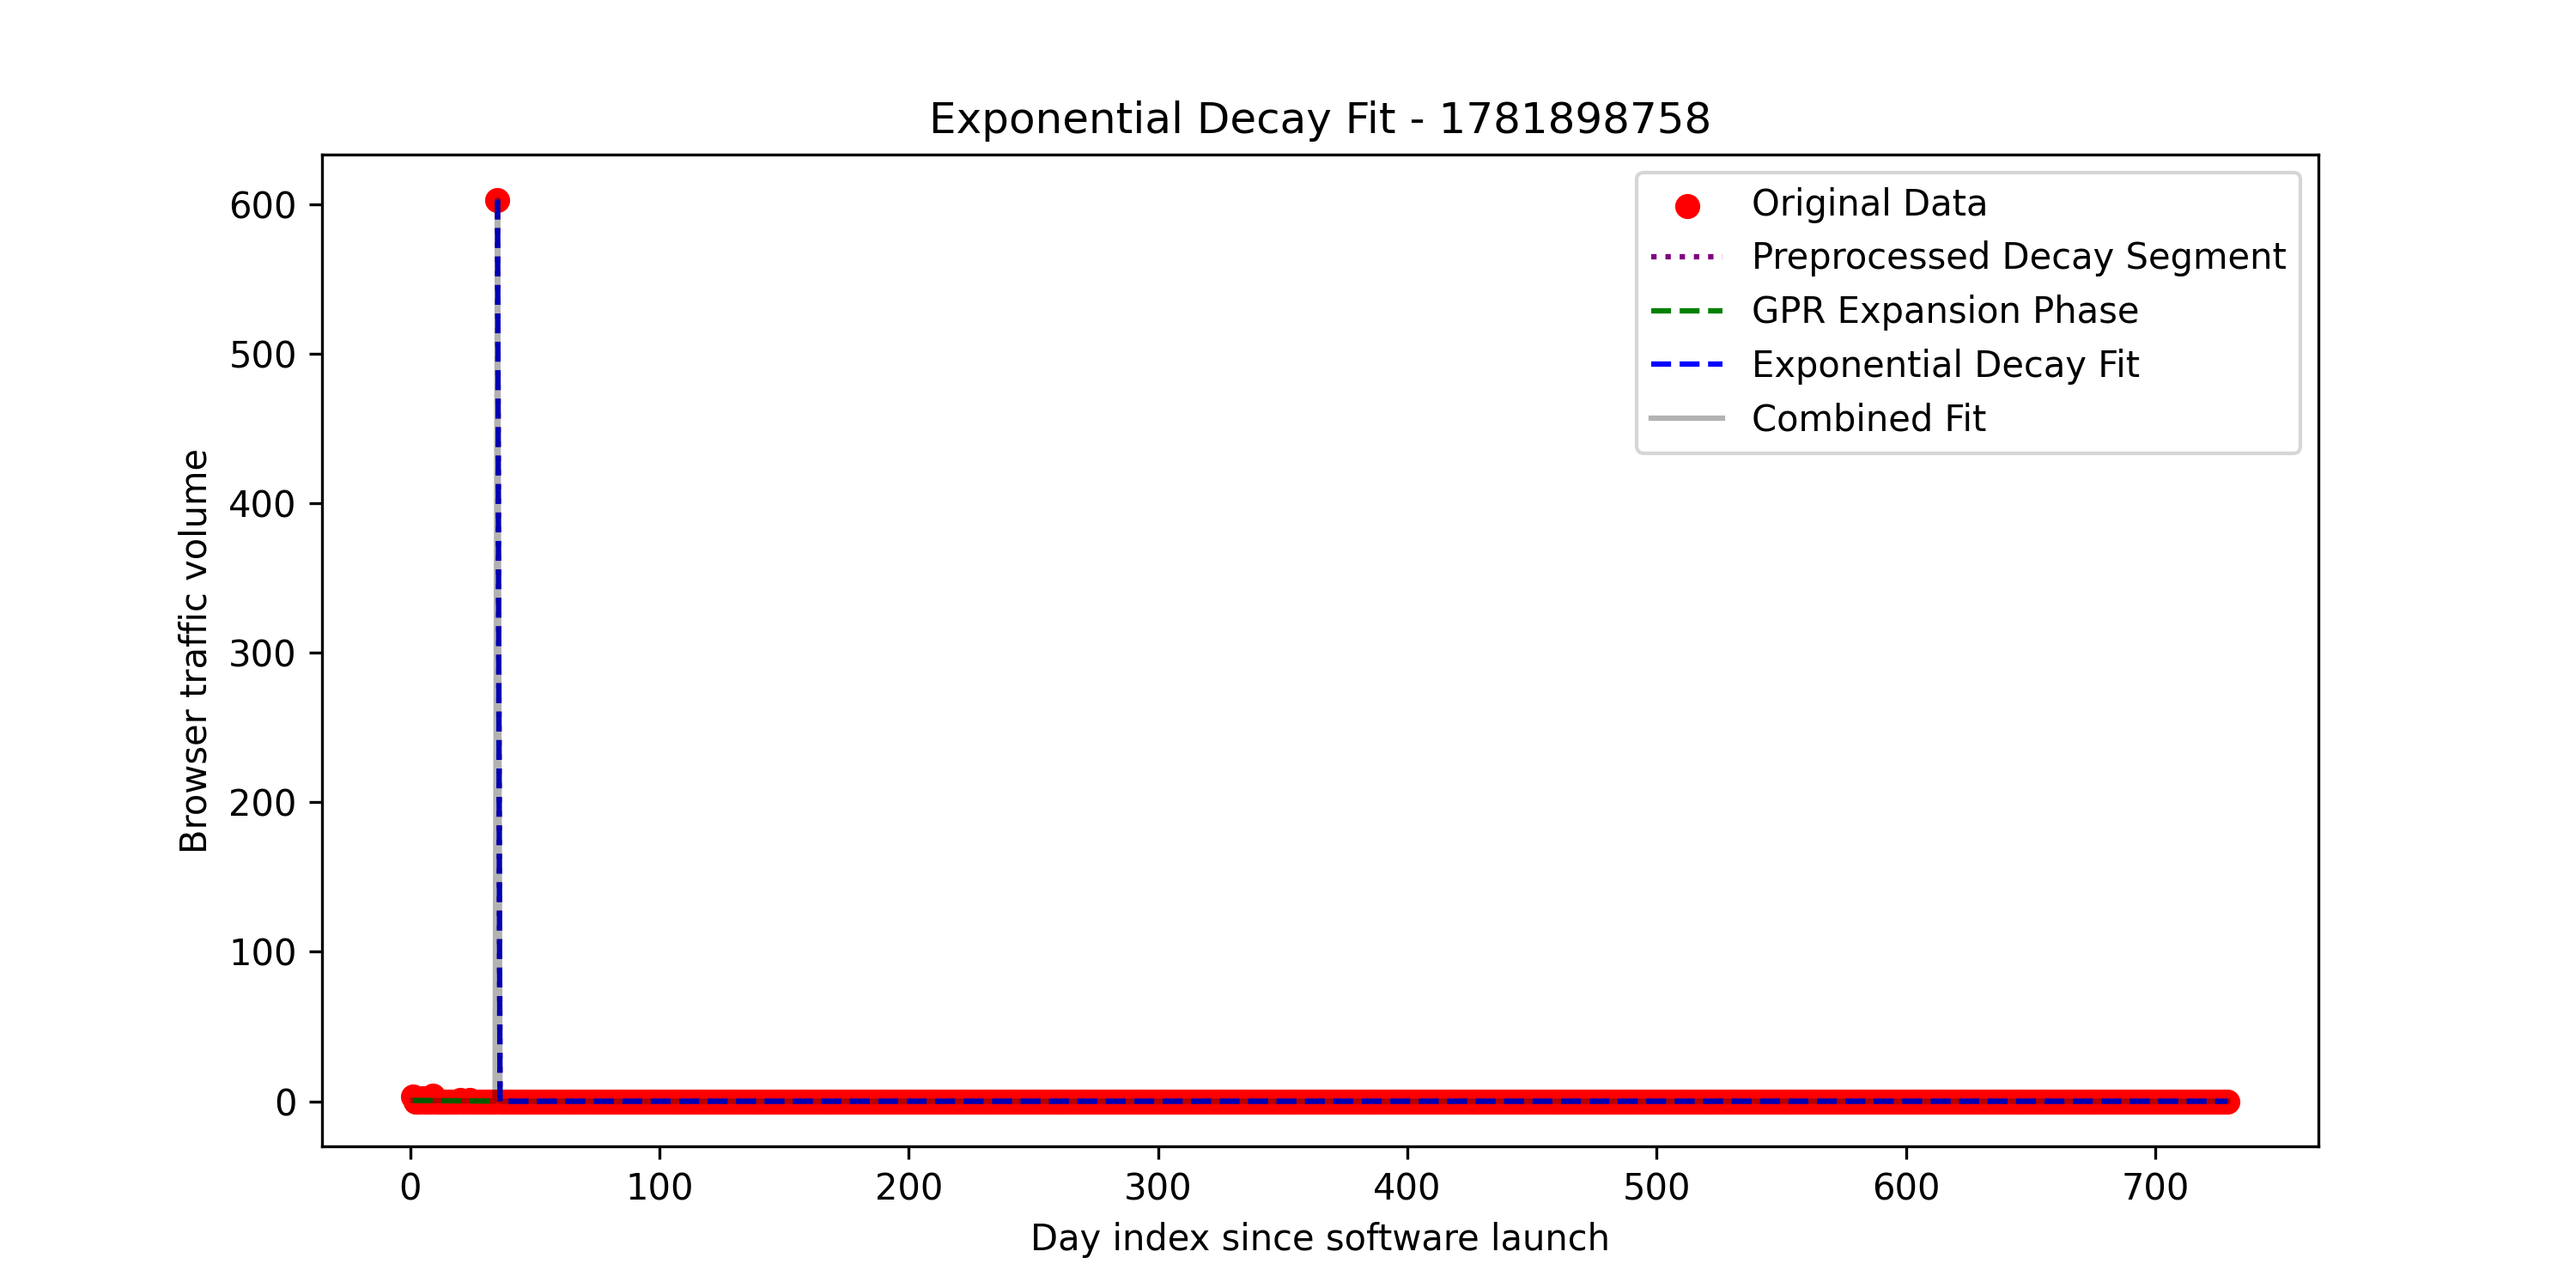 Exponential Decay Fit - 1781898758
Original Data
Preprocessed Decay Segment
GPR Expansion Phase
Exponential Decay Fit
Combined Fit
600
500
400
300
200
100
0
Browser traffic volume
0 100 200 300 400 500 600 700
Day index since software launch